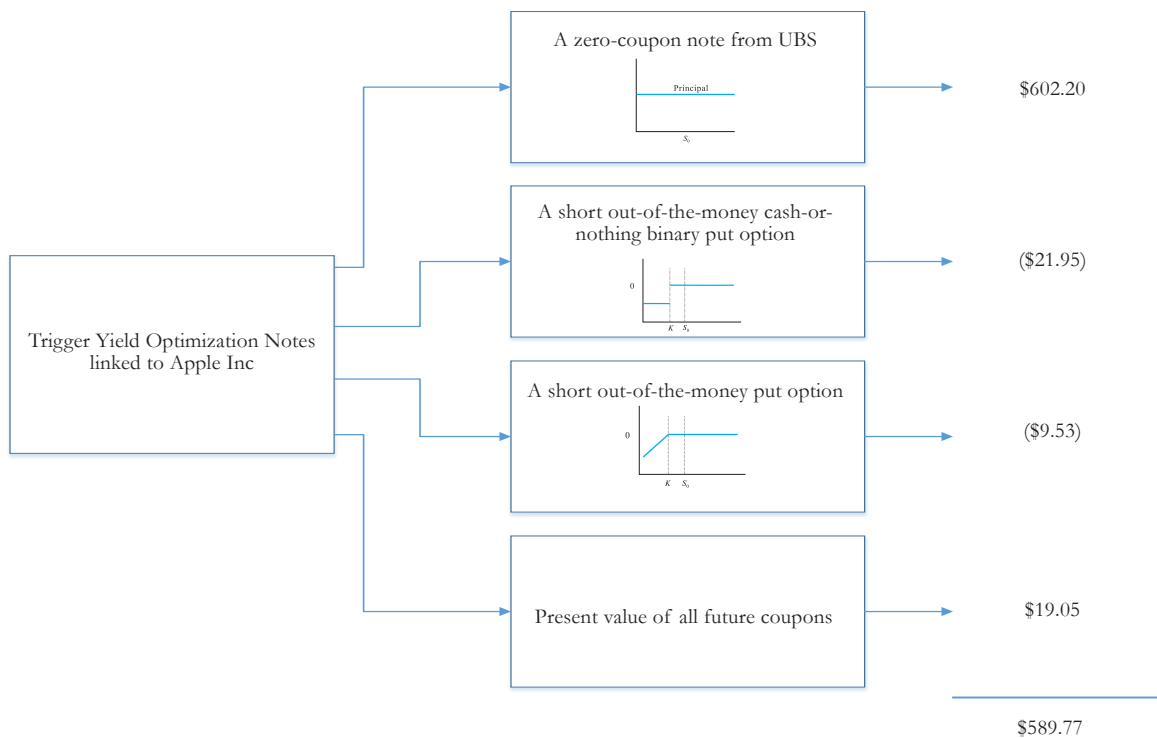 A zero-coupon note from UBS
Principal
S₀
$602.20
A short out-of-the-money cash-or-
nothing binary put option
0
K S₀
($21.95)
Trigger Yield Optimization Notes
linked to Apple Inc
A short out-of-the-money put option
0
K S₀
($9.53)
Present value of all future coupons
$19.05
$589.77